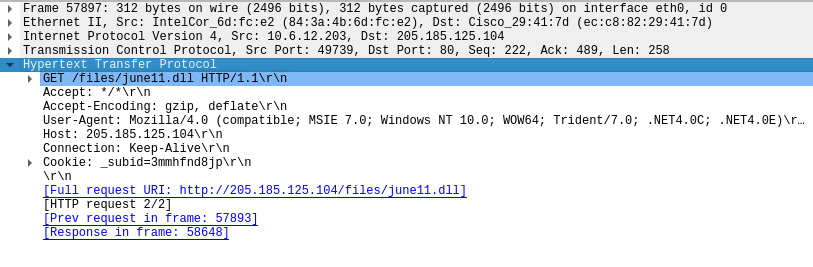 Frame 57897: 312 bytes on wire (2496 bits), 312 bytes captured (2496 bits) on interface eth0, id 0
Ethernet II, Src: IntelCor_6d:fc:e2 (84:3a:4b:6d:fc:e2), Dst: Cisco_29:41:7d (ec:c8:82:29:41:7d)
Internet Protocol Version 4, Src: 10.6.12.203, Dst: 205.185.125.104
Transmission Control Protocol, Src Port: 49739, Dst Port: 80, Seq: 222, Ack: 489, Len: 258
Hypertext Transfer Protocol
GET /files/june11.dll HTTP/1.1\r\n
Accept: */*\r\n
Accept-Encoding: gzip, deflate\r\n
User-Agent: Mozilla/4.0 (compatible; MSIE 7.0; Windows NT 10.0; WOW64; Trident/7.0; .NET4.0C; .NET4.0E)\r…
Host: 205.185.125.104\r\n
Connection: Keep-Alive\r\n
Cookie: _subid=3mmhfnd8jp\r\n
\r\n
[Full request URI: http://205.185.125.104/files/june11.dll]
[HTTP request 2/2]
[Prev request in frame: 57893]
[Response in frame: 58648]